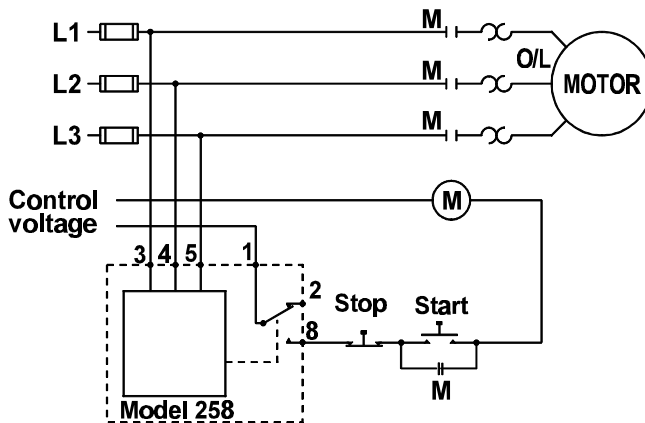 L1
M
L2
M
O/L
MOTOR
L3
M
Control
voltage
M
3 4 5 1
2
Stop
Start
8
M
Model 258